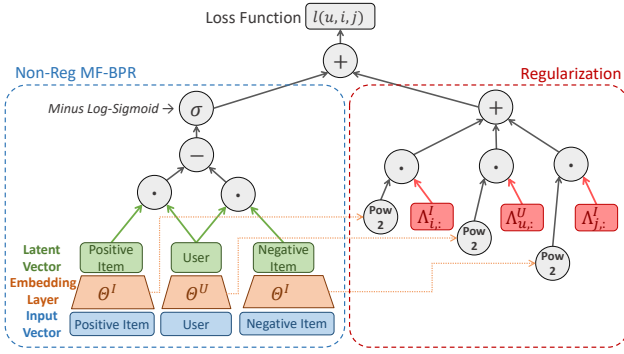 Loss Function
l(u, i, j)
+
Non-Reg MF-BPR
Regularization
Minus Log-Sigmoid →
σ
+
−
·
·
·
·
·
Pow
2
Λ^I_{i,:}
Pow
2
Λ^U_{u,:}
Pow
2
Λ^I_{j,:}
Latent
Vector
Positive
Item
User
Negative
Item
Embedding
Layer
Θ^I
Θ^U
Θ^I
Input
Vector
Positive Item
User
Negative Item